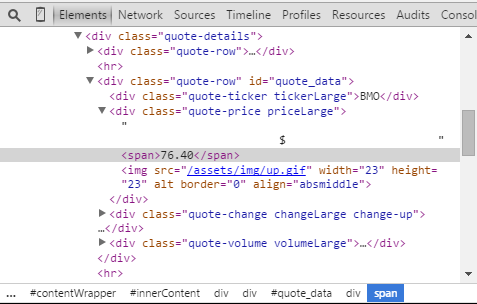 Elements Network Sources Timeline Profiles Resources Audits Consol
▼<div class="quote-details">
▶<div class="quote-row">…</div>
<hr>
▼<div class="quote-row" id="quote_data">
<div class="quote-ticker tickerLarge">BMO</div>
▼<div class="quote-price priceLarge">
"
$ "
<span>76.40</span>
<img src="/assets/img/up.gif" width="23" height=
"23" alt border="0" align="absmiddle">
</div>
▶<div class="quote-change changeLarge change-up">
…</div>
▶<div class="quote-volume volumeLarge">…</div>
</div>
<hr>
... #contentWrapper #innerContent div div #quote_data div span